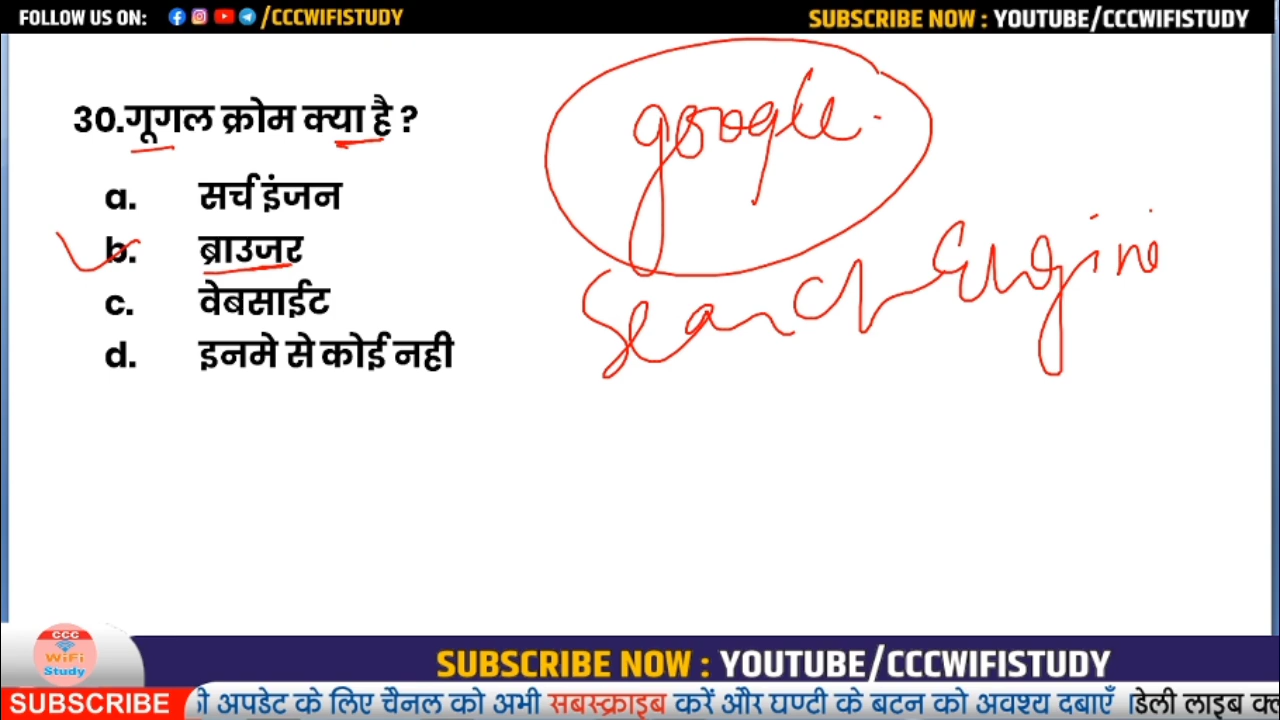 FOLLOW US ON: /CCCWIFISTUDY
SUBSCRIBE NOW : YOUTUBE/CCCWIFISTUDY
30.गूगल क्रोम क्या है ?
a. सर्च इंजन
b. ब्राउजर
c. वेबसाईट
d. इनमे से कोई नही
google.
Search Engine
CCC
WiFi
Study
SUBSCRIBE NOW : YOUTUBE/CCCWIFISTUDY
SUBSCRIBE
अपडेट के लिए चैनल को अभी सबस्क्राइब करें और घण्टी के बटन को अवश्य दबाएँ डेली लाइब